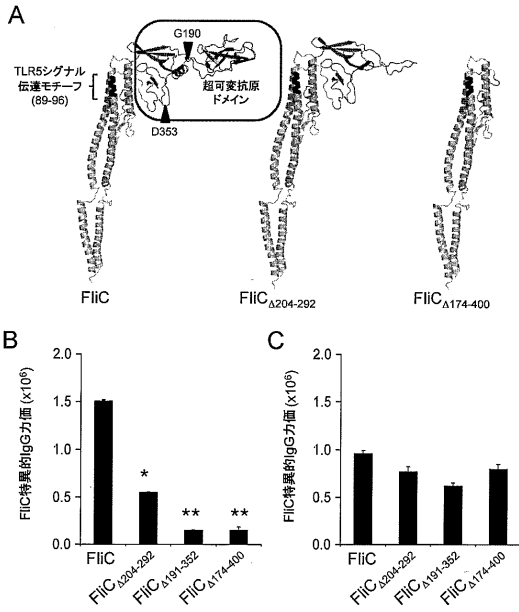 A
G190
TLR5シグナル
伝達モチーフ
(89-96)
超可変抗原
ドメイン
D353
FliC
FliCΔ204-292
FliCΔ174-400
B
FliC特異的IgG力価 (x10⁶)
2.0
1.5
1.0
0.5
0.0
*
**
**
FliC
FliCΔ204-292
FliCΔ191-352
FliCΔ174-400
C
FliC特異的IgG力価 (x10⁶)
2.0
1.5
1.0
0.5
0.0
FliC
FliCΔ204-292
FliCΔ191-352
FliCΔ174-400